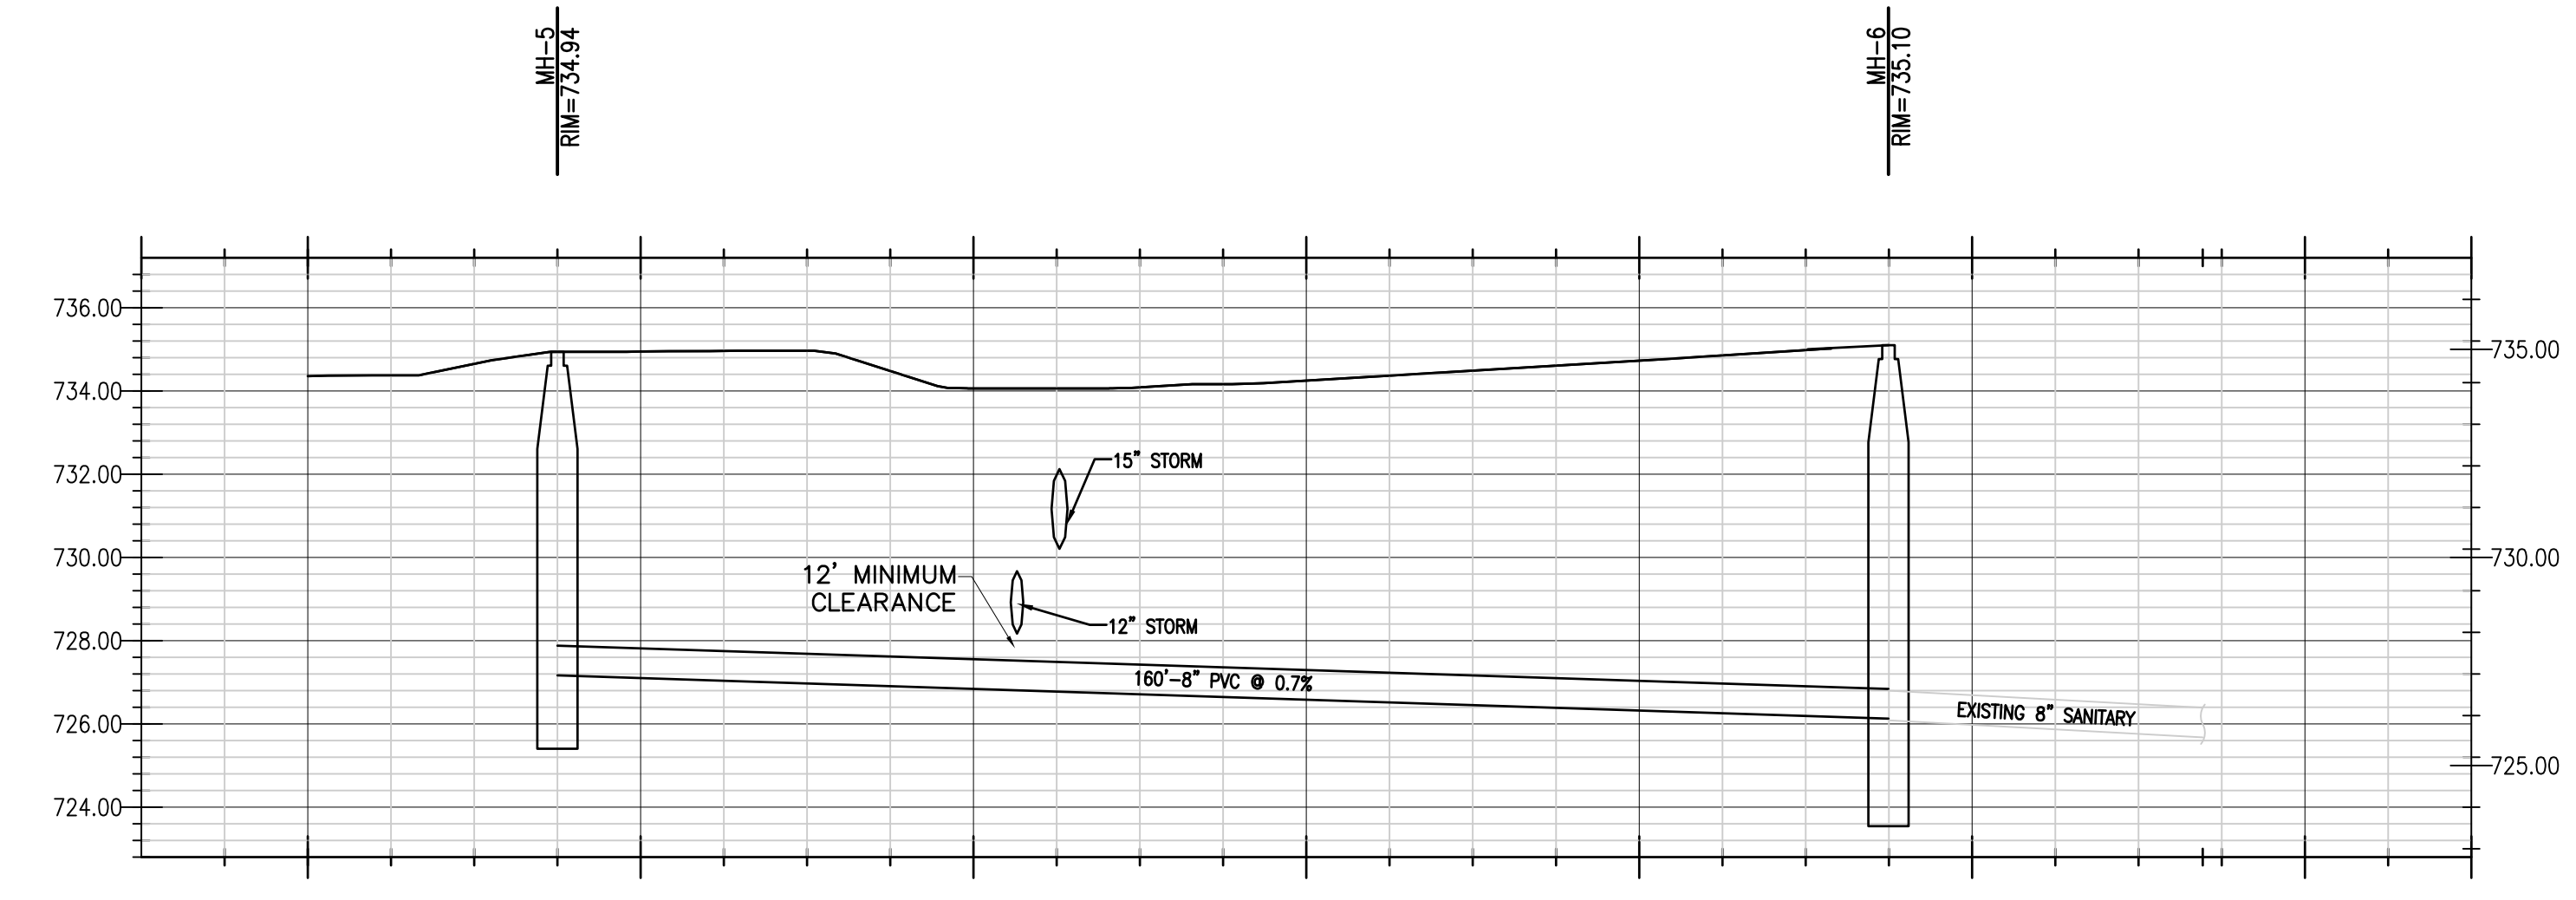 MH-5
RIM=734.94
MH-6
RIM=735.10
736.00
735.00
734.00
15" STORM
732.00
730.00
730.00
12' MINIMUM
CLEARANCE
12" STORM
728.00
160'-8" PVC @ 0.7%
EXISTING 8" SANITARY
726.00
725.00
724.00